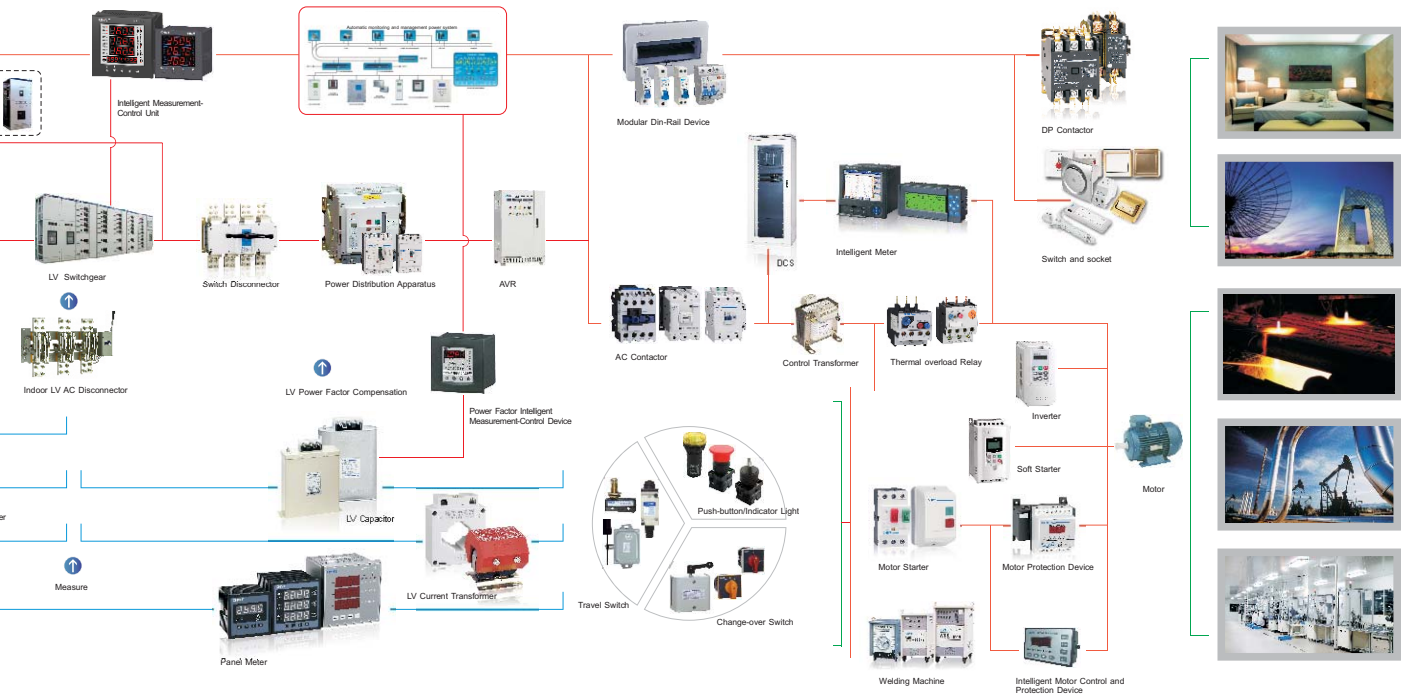 Automatic monitoring and management power system
Intelligent Measurement-
Control Unit
Modular Din-Rail Device
DP Contactor
LV Switchgear
Switch Disconnector
Power Distribution Apparatus
AVR
DCS
Intelligent Meter
Switch and socket
Indoor LV AC Disconnector
LV Power Factor Compensation
Power Factor Intelligent
Measurement-Control Device
AC Contactor
Control Transformer
Thermal overload Relay
Inverter
Soft Starter
Motor
LV Capacitor
Push-button/Indicator Light
Motor Starter
Motor Protection Device
Measure
LV Current Transformer
Travel Switch
Change-over Switch
Panel Meter
Welding Machine
Intelligent Motor Control and
Protection Device